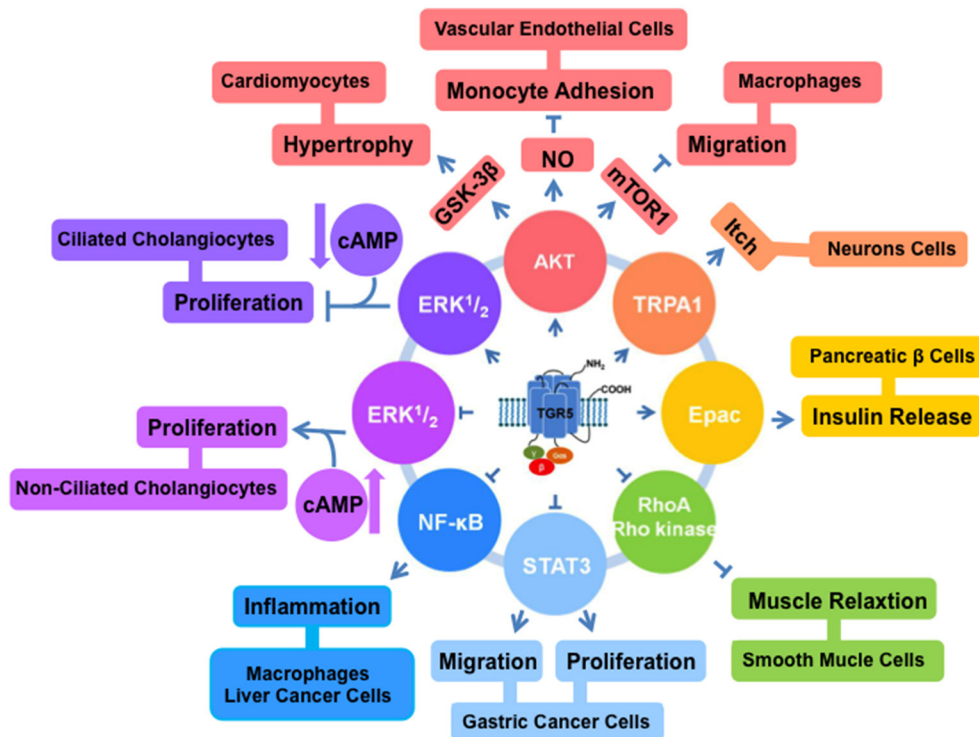 Vascular Endothelial Cells
Monocyte Adhesion
Cardiomyocytes
Hypertrophy
Macrophages
Migration
GSK-3β
NO
mTOR1
Itch
Neurons Cells
Ciliated Cholangiocytes
Proliferation
cAMP
ERK¹/₂
AKT
TRPA1
Pancreatic β Cells
Insulin Release
Epac
NH₂
COOH
TGR5
γ
β
Gαs
ERK¹/₂
Proliferation
Non-Ciliated Cholangiocytes
cAMP
NF-κB
STAT3
RhoA
Rho kinase
Inflammation
Macrophages
Liver Cancer Cells
Migration
Proliferation
Gastric Cancer Cells
Muscle Relaxtion
Smooth Mucle Cells